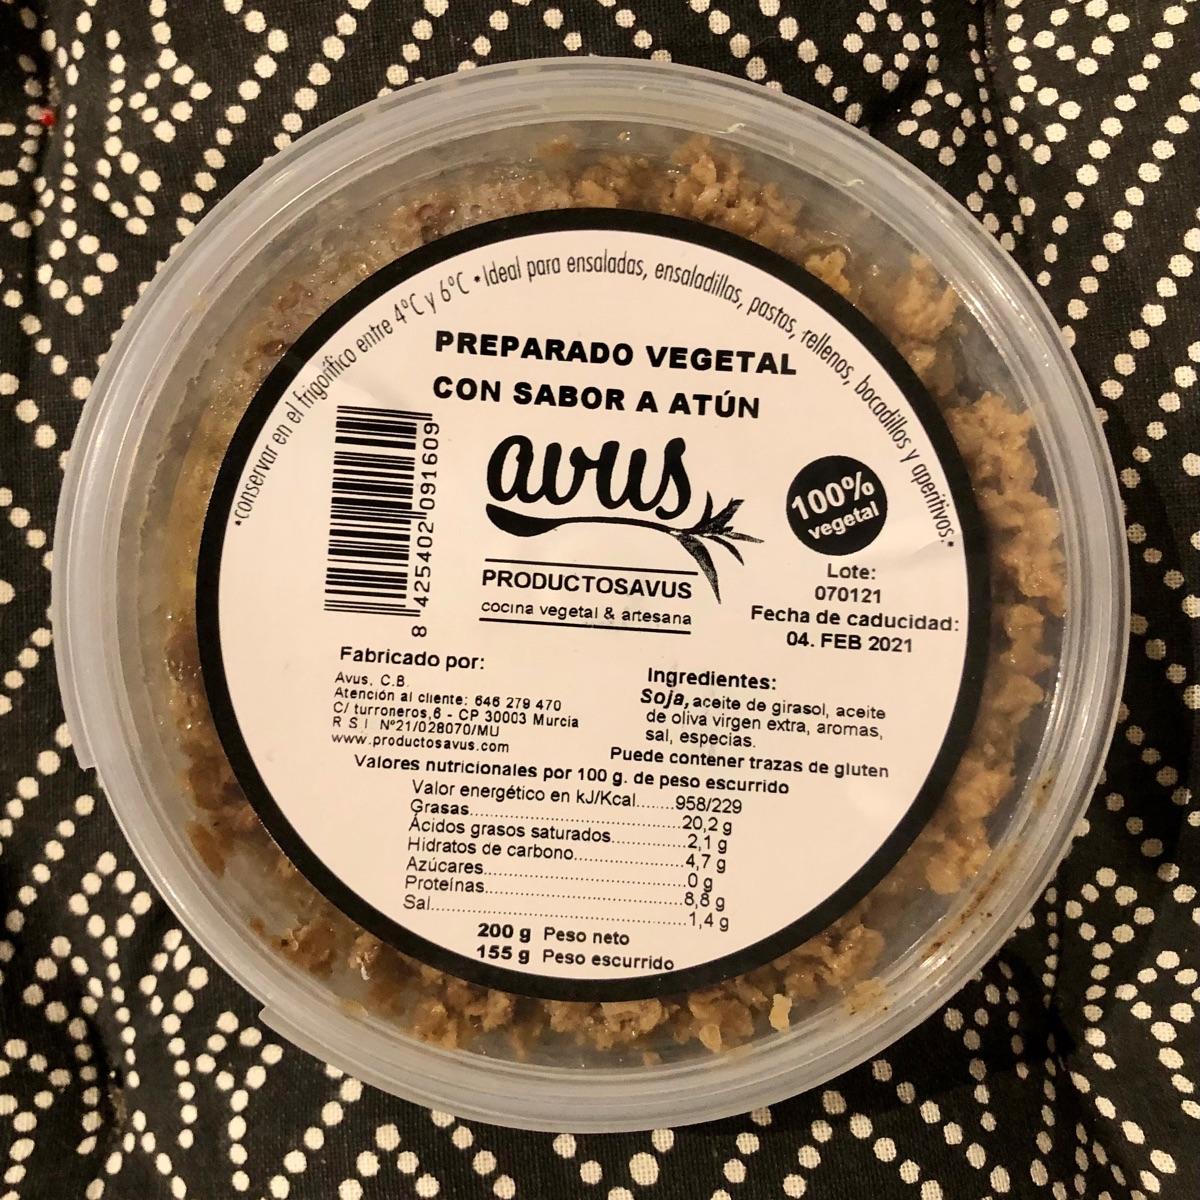 •conservar en el frigorífico entre 4°C y 6°C •Ideal para ensaladas, ensaladillas, pastas, rellenos, bocadillos y aperitivos.•
PREPARADO VEGETAL
CON SABOR A ATÚN
avus
100%
vegetal
8 425402 091609
PRODUCTOSAVUS
cocina vegetal & artesana
Lote:
070121
Fecha de caducidad:
04. FEB 2021
Fabricado por:
Avus, C.B.
Atención al cliente: 646 279 470
C/ turroneros,6 - CP 30003 Murcia
R S I Nº21/028070/MU
www.productosavus.com
Ingredientes:
Soja, aceite de girasol, aceite
de oliva virgen extra, aromas,
sal, especias.
Puede contener trazas de gluten
Valores nutricionales por 100 g. de peso escurrido
Valor energético en kJ/Kcal.......958/229
Grasas.......20,2 g
Ácidos grasos saturados.......2,1 g
Hidratos de carbono.......4,7 g
Azúcares.......0 g
Proteínas.......8,8 g
Sal.......1,4 g
200 g Peso neto
155 g Peso escurrido